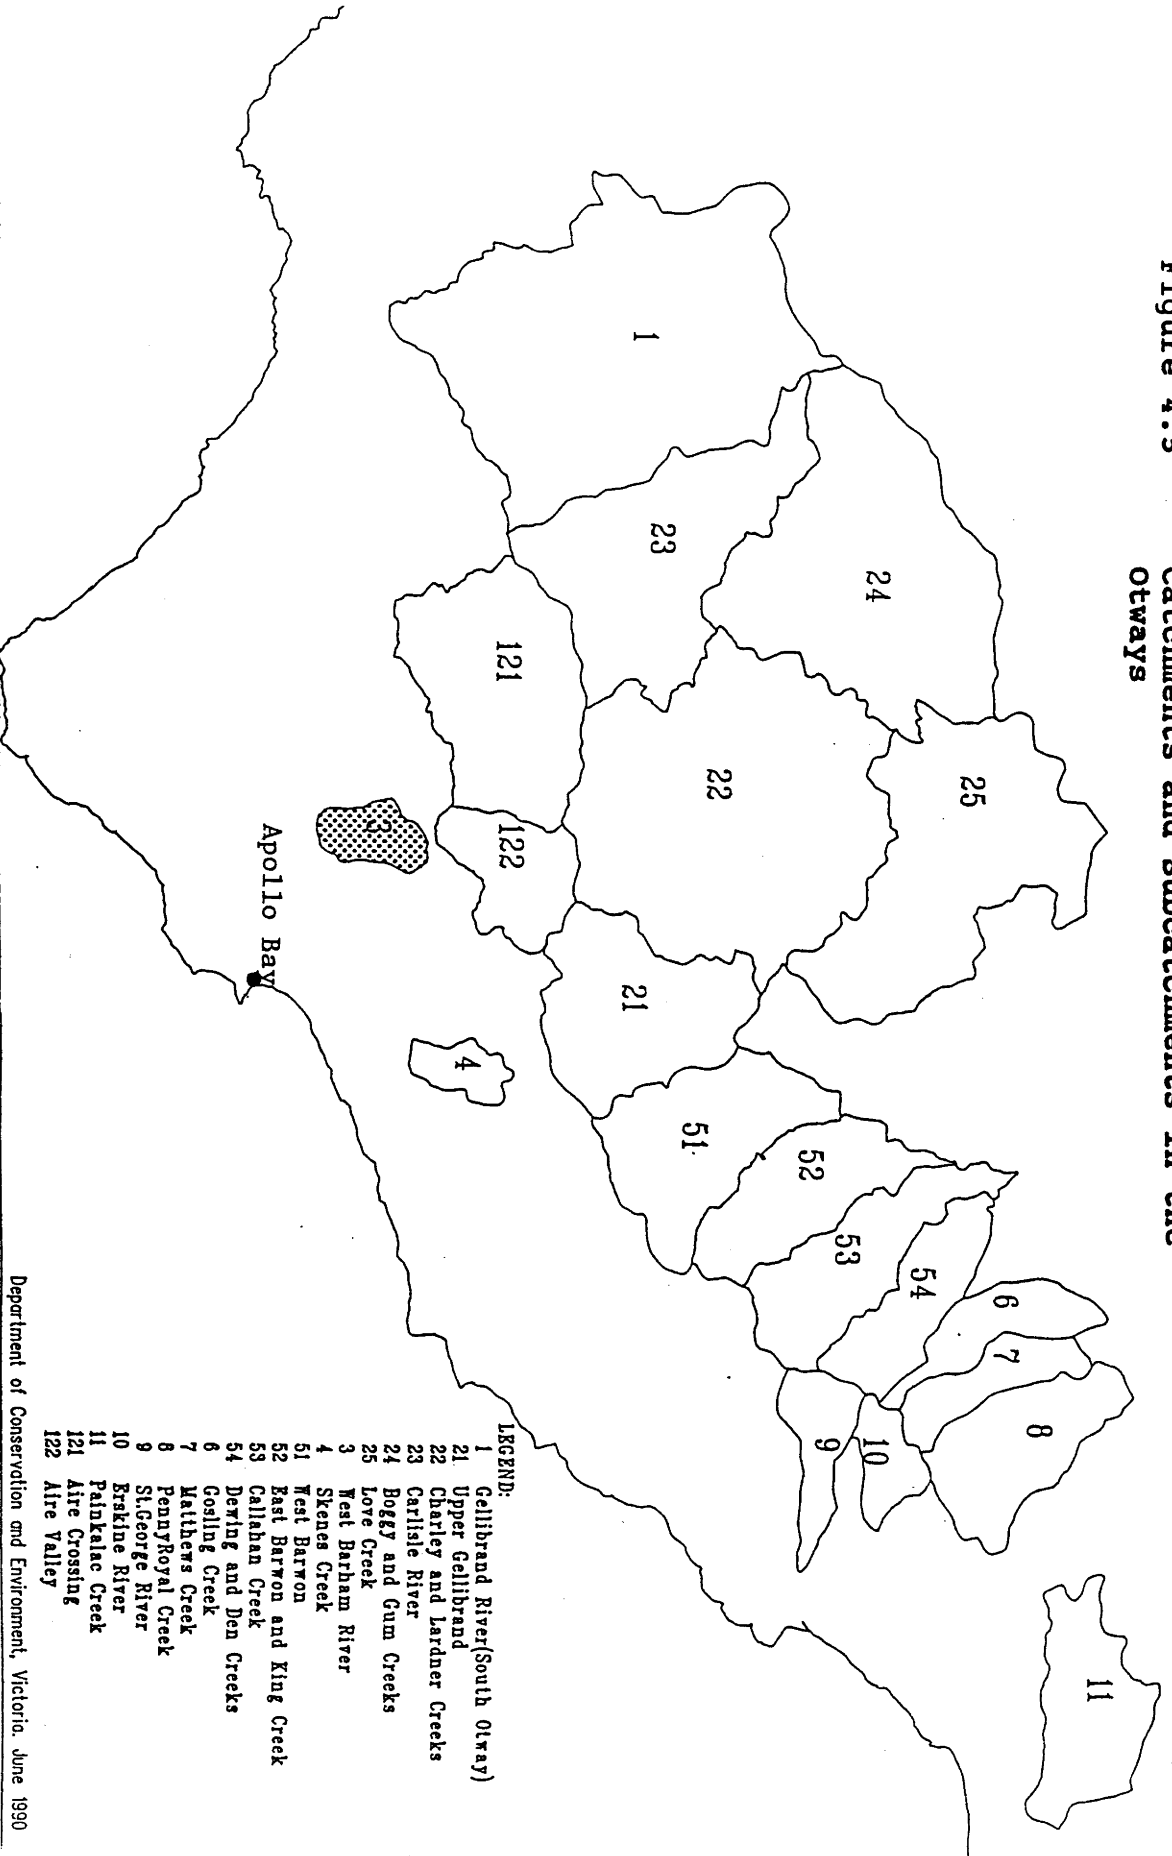 Figure 4.5 Catchments and Subcatchments in the
Otways
1
23
24
25
121
22
122
3
Apollo Bay
21
4
51
52
53
54
6
7
8
9
10
11
LEGEND:
1 Gellibrand River(South Otway)
21 Upper Gellibrand
22 Charley and Lardner Creeks
23 Carlisle River
24 Boggy and Gum Creeks
25 Love Creek
3 West Barham River
4 Skenes Creek
51 West Barwon
52 East Barwon and King Creek
53 Callahan Creek
54 Dewing and Den Creeks
6 Gosling Creek
7 Matthews Creek
8 PennyRoyal Creek
9 St.George River
10 Erskine River
11 Painkalac Creek
121 Aire Crossing
122 Aire Valley
Department of Conservation and Environment, Victoria. June 1990